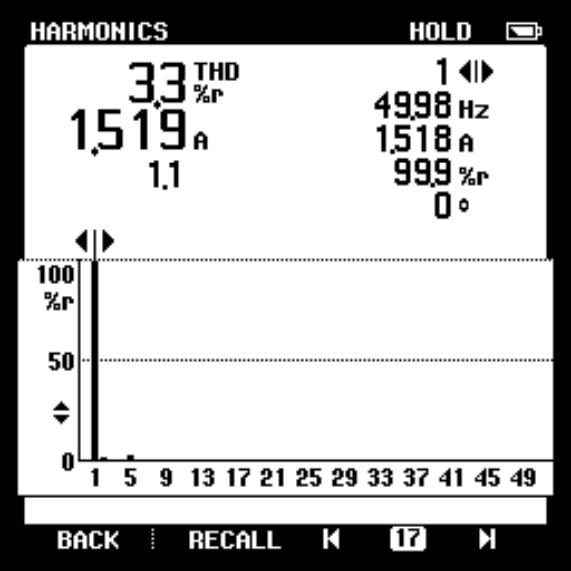 HARMONICS HOLD
3.3 THD %r
1.519 A
1.1
1
49.98 Hz
1.518 A
99.9 %r
0 °
100
%r
50
0
1 5 9 13 17 21 25 29 33 37 41 45 49
BACK RECALL 17